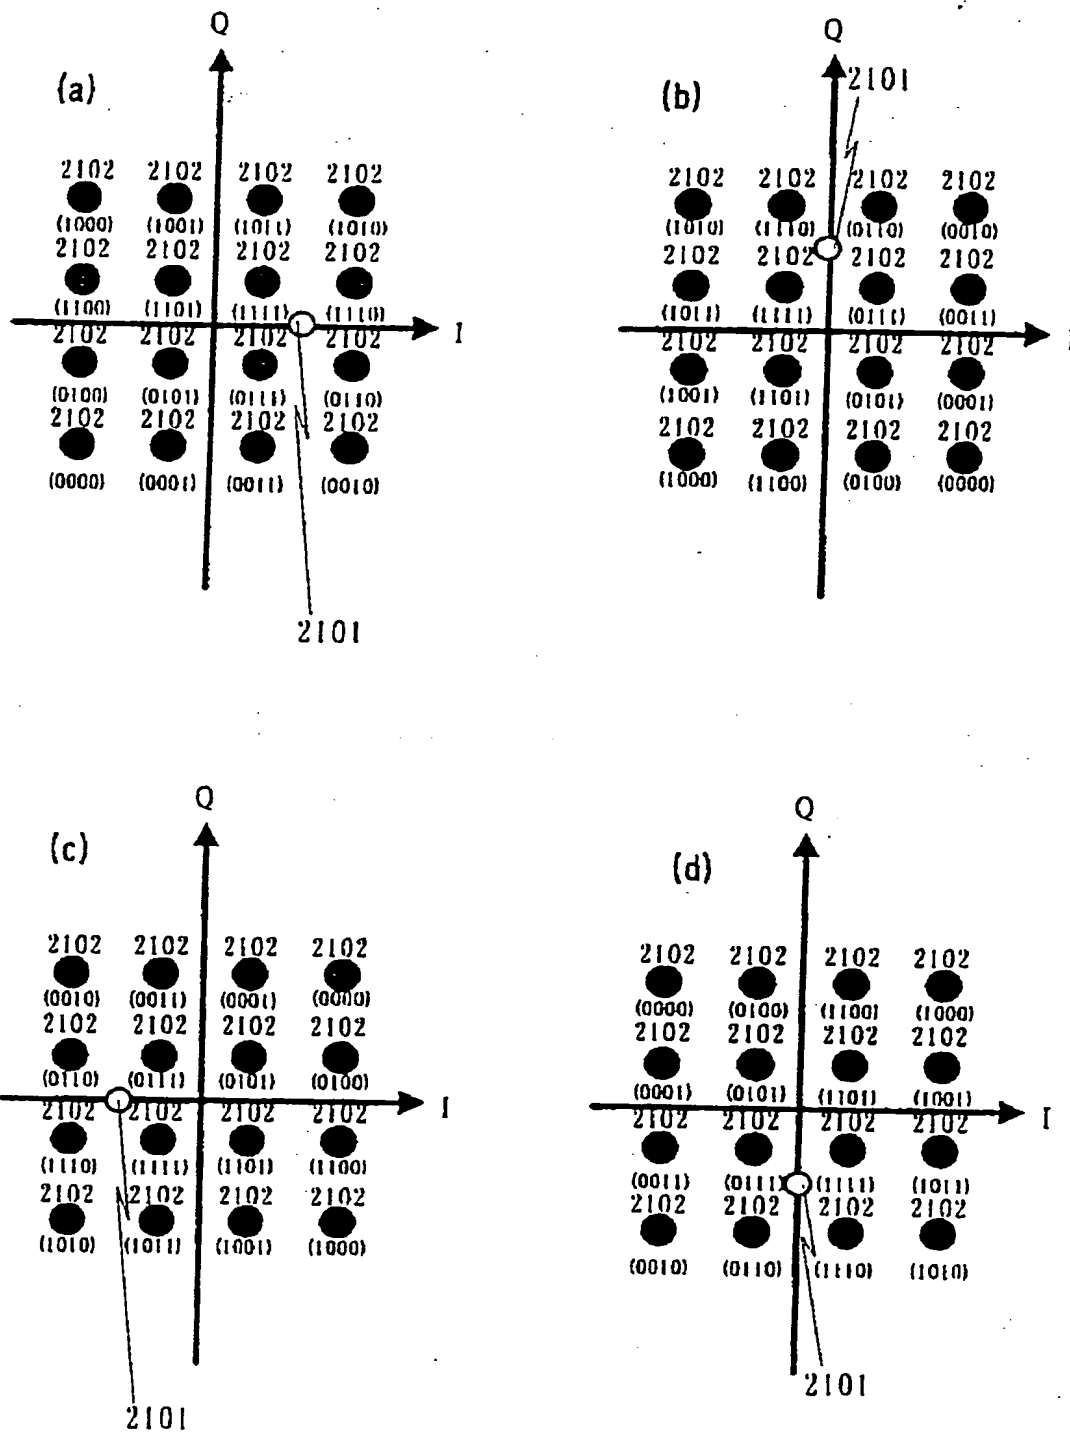 Q
(a)
2102 2102 2102 2102
(1000) (1001) (1011) (1010)
2102 2102 2102 2102
(1100) (1101) (1111) (1110)
I
2102 2102 2102 2102
(0100) (0101) (0111) (0110)
2102 2102 2102 2102
(0000) (0001) (0011) (0010)
2101
Q
2101
(b)
2102 2102 2102 2102
(1010) (1110) (0110) (0010)
2102 2102 2102 2102
(1011) (1111) (0111) (0011)
2102 2102 2102 2102
(1001) (1101) (0101) (0001)
2102 2102 2102 2102
(1000) (1100) (0100) (0000)
Q
(c)
2102 2102 2102 2102
(0010) (0011) (0001) (0000)
2102 2102 2102 2102
(0110) (0111) (0101) (0100)
I
2102 2102 2102 2102
(1110) (1111) (1101) (1100)
2102 2102 2102 2102
(1010) (1011) (1001) (1000)
2101
Q
(d)
2102 2102 2102 2102
(0000) (0100) (1100) (1000)
2102 2102 2102 2102
(0001) (0101) (1101) (1001)
I
2102 2102 2102 2102
(0011) (0111) (1111) (1011)
2102 2102 2102 2102
(0010) (0110) (1110) (1010)
2101